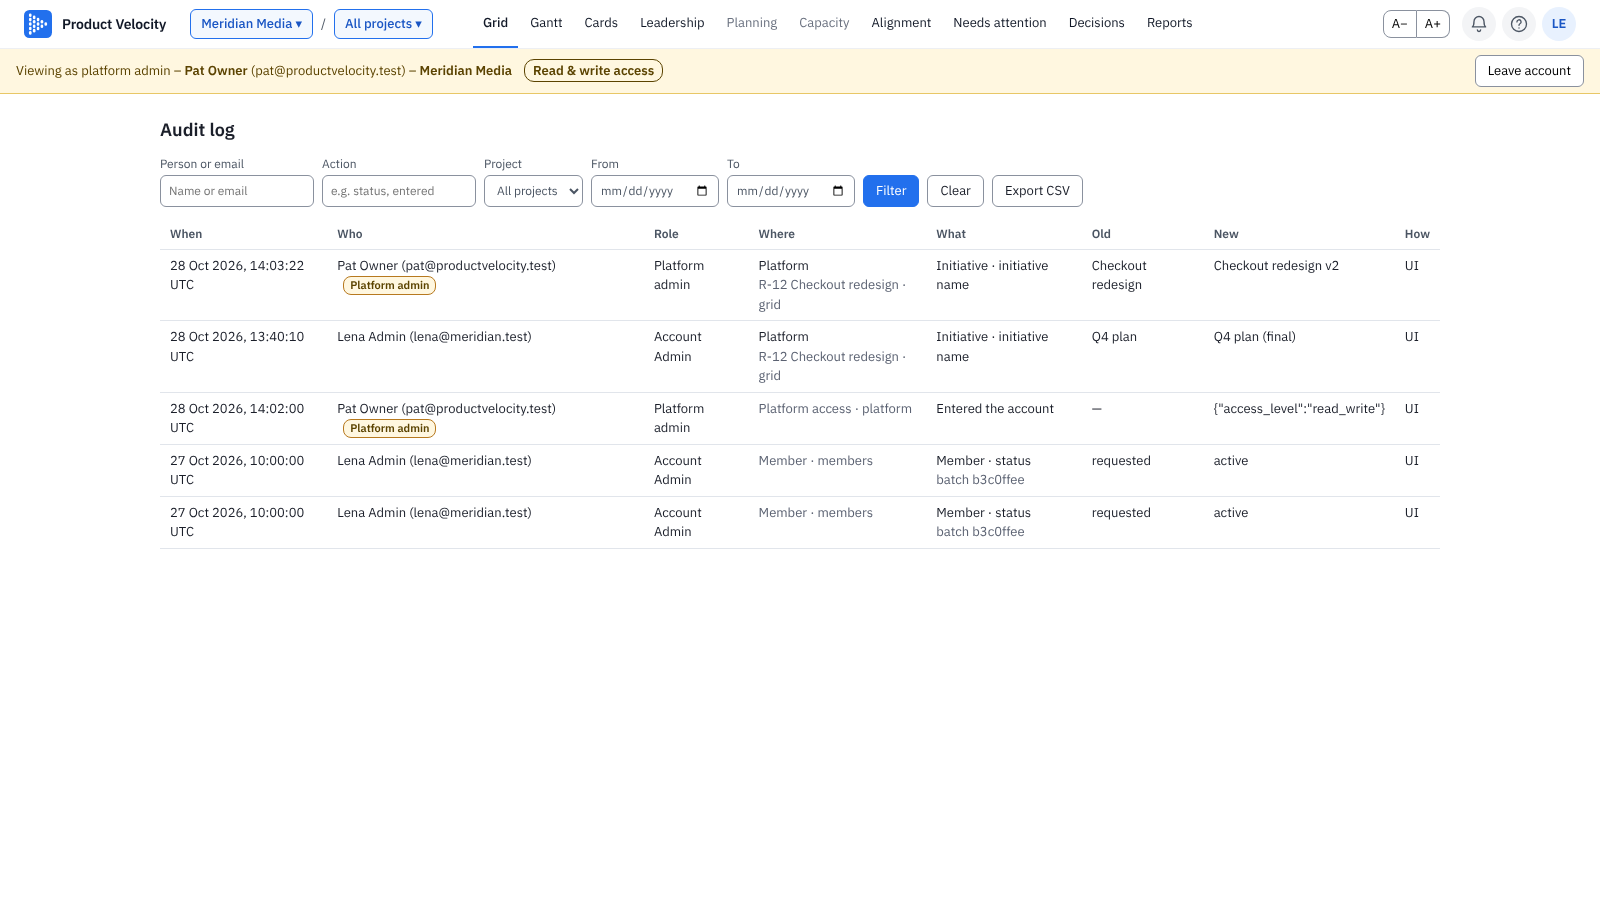 Product Velocity
Meridian Media ▾ / All projects ▾
Grid Gantt Cards Leadership Planning Capacity Alignment Needs attention Decisions Reports
A− A+ LE
Viewing as platform admin – Pat Owner (pat@productvelocity.test) – Meridian Media Read & write access Leave account
Audit log
Person or email Action Project From To
Name or email e.g. status, entered All projects mm/dd/yyyy mm/dd/yyyy Filter Clear Export CSV
When Who Role Where What Old New How
28 Oct 2026, 14:03:22 Pat Owner (pat@productvelocity.test) Platform Platform Initiative · initiative Checkout Checkout redesign v2 UI
UTC Platform admin admin R-12 Checkout redesign · name redesign
grid
28 Oct 2026, 13:40:10 Lena Admin (lena@meridian.test) Account Platform Initiative · initiative Q4 plan Q4 plan (final) UI
UTC Admin R-12 Checkout redesign · name
grid
28 Oct 2026, 14:02:00 Pat Owner (pat@productvelocity.test) Platform Platform access · platform Entered the account — {"access_level":"read_write"} UI
UTC Platform admin admin
27 Oct 2026, 10:00:00 Lena Admin (lena@meridian.test) Account Member · members Member · status requested active UI
UTC Admin batch b3c0ffee
27 Oct 2026, 10:00:00 Lena Admin (lena@meridian.test) Account Member · members Member · status requested active UI
UTC Admin batch b3c0ffee